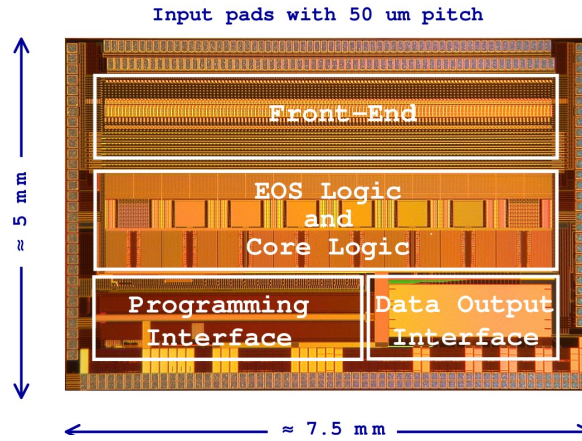 Input pads with 50 um pitch
≈ 5 mm
Front-End
EOS Logic
and
Core Logic
Programming
Interface
Data Output
Interface
≈ 7.5 mm